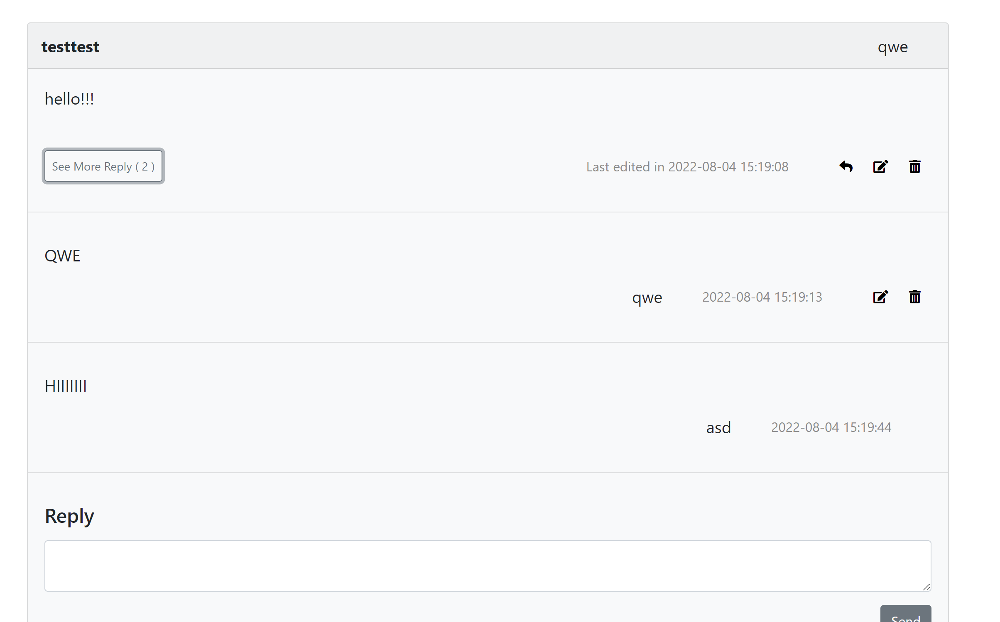 testtest qwe
hello!!!
See More Reply ( 2 ) Last edited in 2022-08-04 15:19:08
QWE
qwe 2022-08-04 15:19:13
HIIIIIII
asd 2022-08-04 15:19:44
Reply
Send